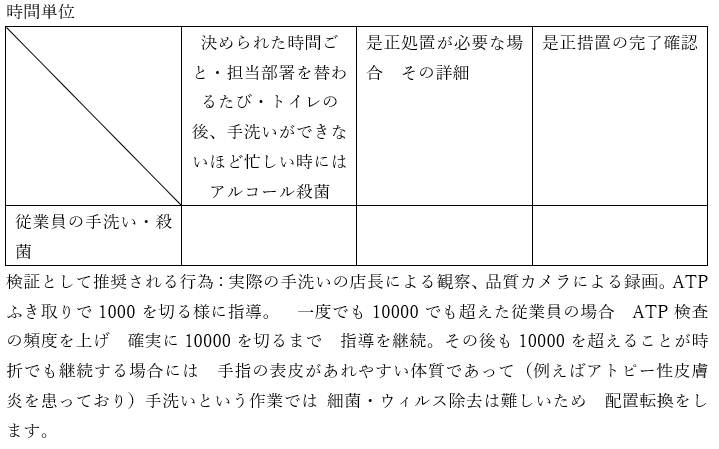 時間単位
決められた時間ご
と・担当部署を替わ
るたび・トイレの
後、手洗いができな
いほど忙しい時には
アルコール殺菌
是正処置が必要な場
合　その詳細
是正措置の完了確認
従業員の手洗い・殺
菌
検証として推奨される行為：実際の手洗いの店長による観察、品質カメラによる録画。ATP
ふき取りで 1000 を切る様に指導。　一度でも 10000 でも超えた従業員の場合　ATP 検査
の頻度を上げ　確実に 10000 を切るまで　指導を継続。その後も 10000 を超えることが時
折でも継続する場合には　手指の表皮があれやすい体質であって（例えばアトピー性皮膚
炎を患っており）手洗いという作業では 細菌・ウィルス除去は難しいため　配置転換をし
ます。